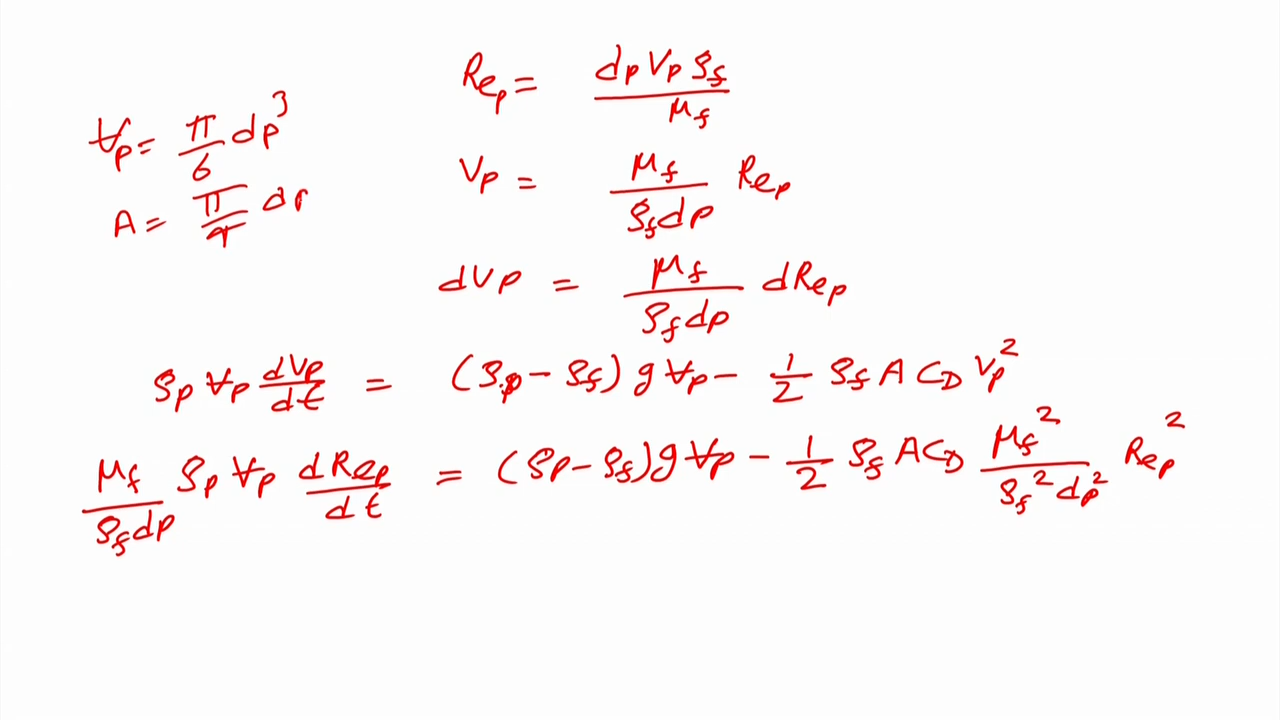 Re_p = d_p V_p ρ_f / μ_f
V̶_p = π/6 d_p^3
V_p = μ_f / (ρ_f d_p) Re_p
A = π/4 d
dV_p = μ_f / (ρ_f d_p) dRe_p
ρ_p V̶_p dV_p/dt = (ρ_p - ρ_f) g V̶_p - 1/2 ρ_f A C_D V_p^2
μ_f / (ρ_f d_p) ρ_p V̶_p dRe_p/dt = (ρ_p - ρ_f) g V̶_p - 1/2 ρ_f A C_D μ_f^2 / (ρ_f^2 d_p^2) Re_p^2